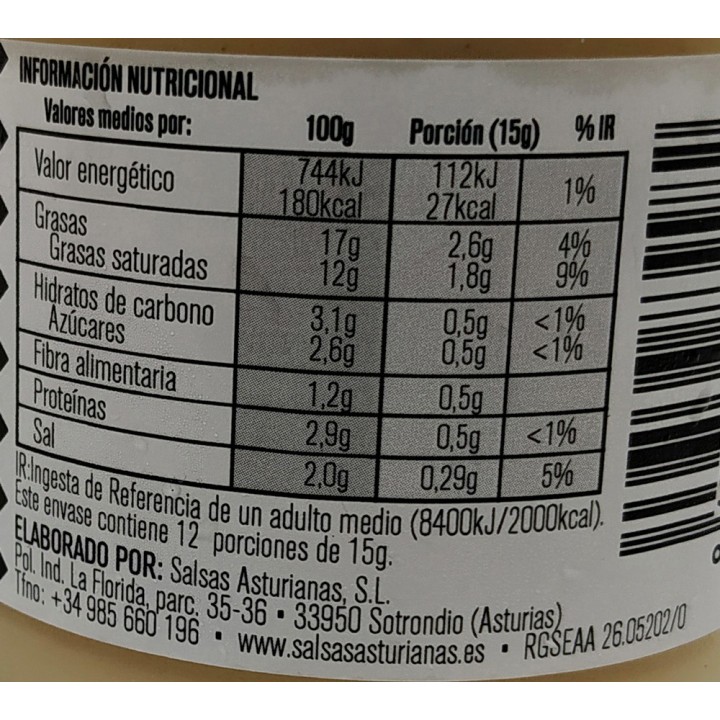 INFORMACIÓN NUTRICIONAL
Valores medios por: 100g Porción (15g) % IR
Valor energético 744kJ 112kJ 1%
180kcal 27kcal
Grasas 17g 2,6g 4%
Grasas saturadas 12g 1,8g 9%
Hidratos de carbono 3,1g 0,5g <1%
Azúcares 2,6g 0,5g <1%
Fibra alimentaria 1,2g 0,5g
Proteínas 2,9g 0,5g <1%
Sal 2,0g 0,29g 5%
IR:Ingesta de Referencia de un adulto medio (8400kJ/2000kcal).
Este envase contiene 12 porciones de 15g.
ELABORADO POR: Salsas Asturianas, S.L.
Pol. Ind. La Florida, parc. 35-36 · 33950 Sotrondio (Asturias)
Tfno: +34 985 660 196 · www.salsasasturianas.es · RGSEAA 26.05202/0